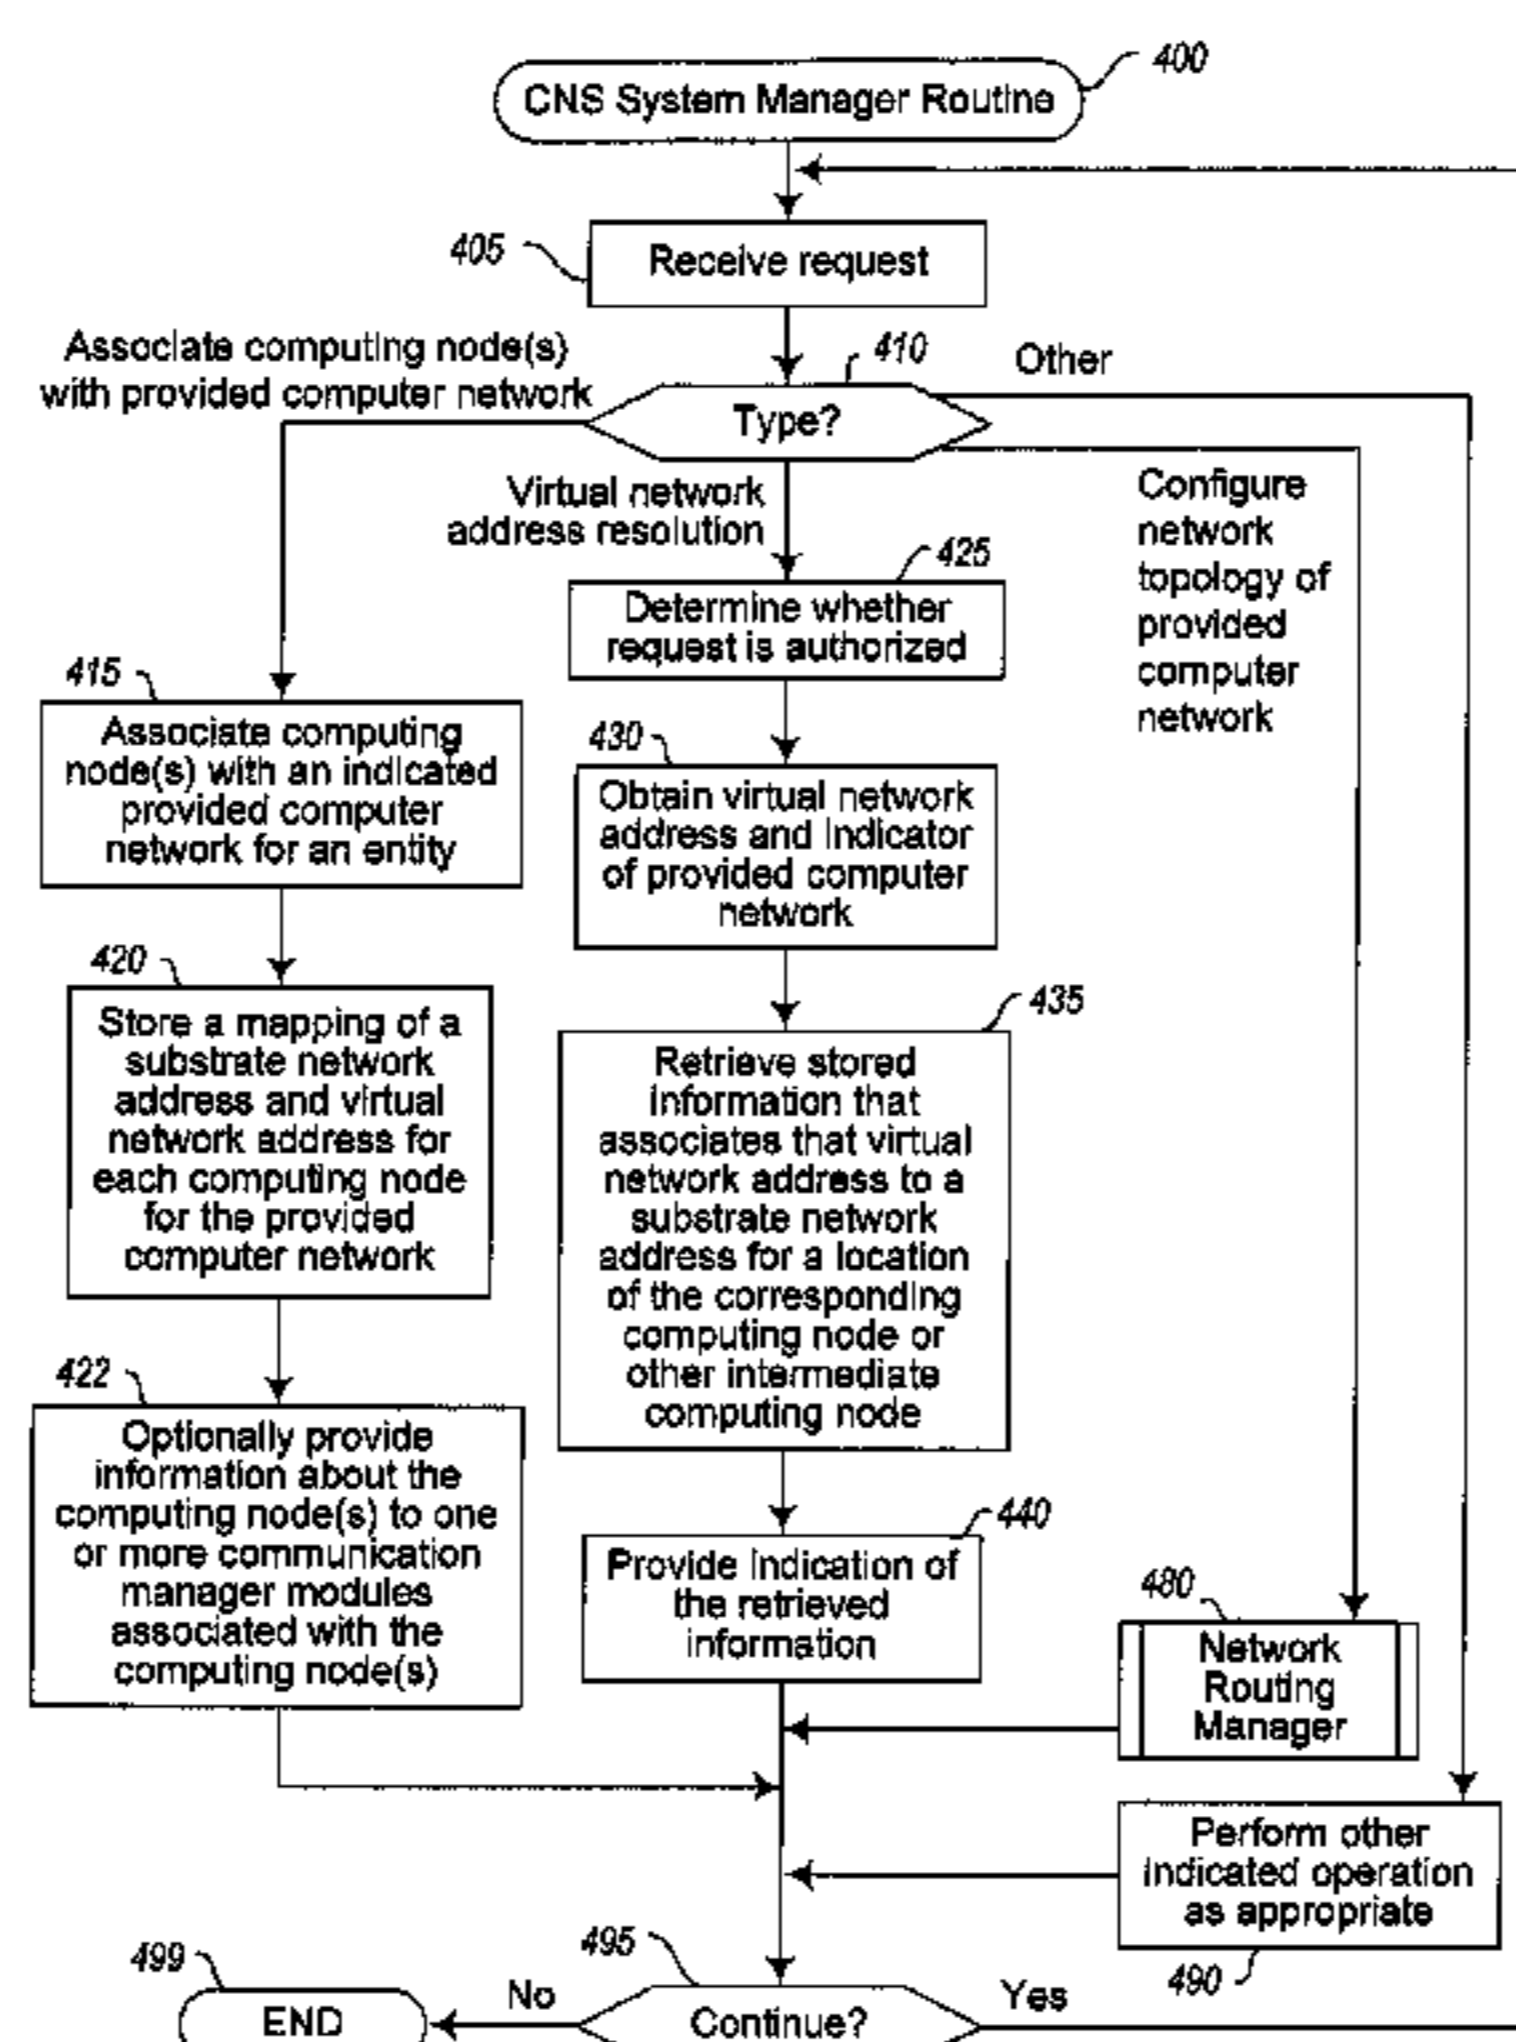 400
CNS System Manager Routine
405
Receive request
Associate computing node(s)
with provided computer network
410
Other
Type?
Virtual network
address resolution
Configure
network
topology of
provided
computer
network
425
Determine whether
request is authorized
415
Associate computing
node(s) with an indicated
provided computer
network for an entity
430
Obtain virtual network
address and indicator
of provided computer
network
420
Store a mapping of a
substrate network
address and virtual
network address for
each computing node
for the provided
computer network
435
Retrieve stored
information that
associates that virtual
network address to a
substrate network
address for a location
of the corresponding
computing node or
other intermediate
computing node
422
Optionally provide
information about the
computing node(s) to one
or more communication
manager modules
associated with the
computing node(s)
440
Provide indication of
the retrieved
information
480
Network
Routing
Manager
Perform other
indicated operation
as appropriate
490
495
Continue?
Yes
No
499
END